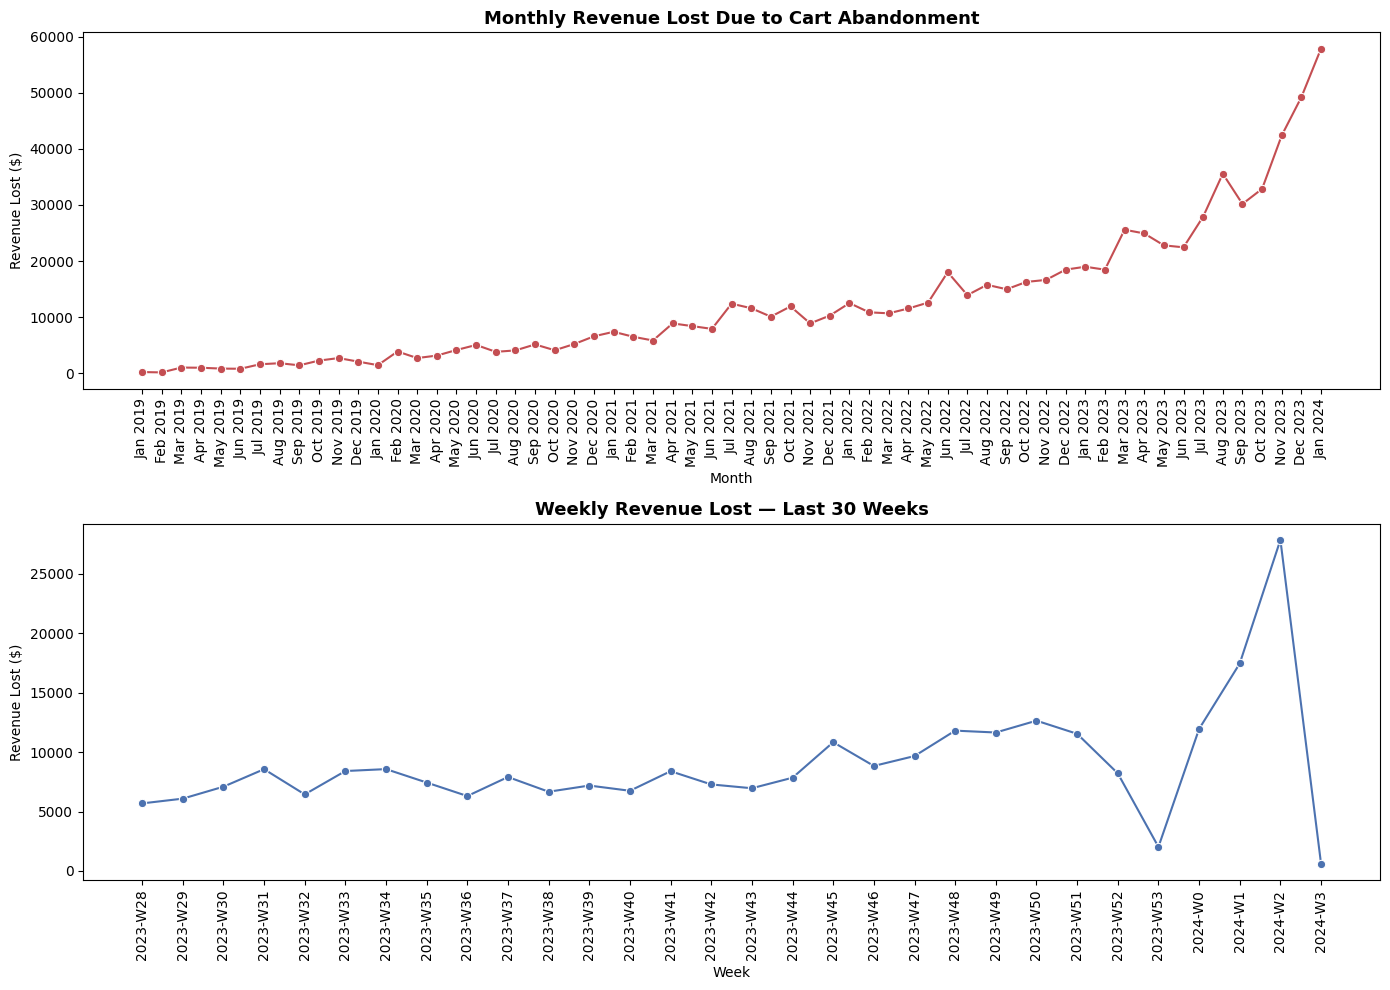 Monthly Revenue Lost Due to Cart Abandonment
60000
50000
40000
30000
20000
10000
0
Revenue Lost ($)
Jan 2019
Feb 2019
Mar 2019
Apr 2019
May 2019
Jun 2019
Jul 2019
Aug 2019
Sep 2019
Oct 2019
Nov 2019
Dec 2019
Jan 2020
Feb 2020
Mar 2020
Apr 2020
May 2020
Jun 2020
Jul 2020
Aug 2020
Sep 2020
Oct 2020
Nov 2020
Dec 2020
Jan 2021
Feb 2021
Mar 2021
Apr 2021
May 2021
Jun 2021
Jul 2021
Aug 2021
Sep 2021
Oct 2021
Nov 2021
Dec 2021
Jan 2022
Feb 2022
Mar 2022
Apr 2022
May 2022
Jun 2022
Jul 2022
Aug 2022
Sep 2022
Oct 2022
Nov 2022
Dec 2022
Jan 2023
Feb 2023
Mar 2023
Apr 2023
May 2023
Jun 2023
Jul 2023
Aug 2023
Sep 2023
Oct 2023
Nov 2023
Dec 2023
Jan 2024
Month
Weekly Revenue Lost — Last 30 Weeks
25000
20000
15000
10000
5000
0
Revenue Lost ($)
2023-W28
2023-W29
2023-W30
2023-W31
2023-W32
2023-W33
2023-W34
2023-W35
2023-W36
2023-W37
2023-W38
2023-W39
2023-W40
2023-W41
2023-W42
2023-W43
2023-W44
2023-W45
2023-W46
2023-W47
2023-W48
2023-W49
2023-W50
2023-W51
2023-W52
2023-W53
2024-W0
2024-W1
2024-W2
2024-W3
Week